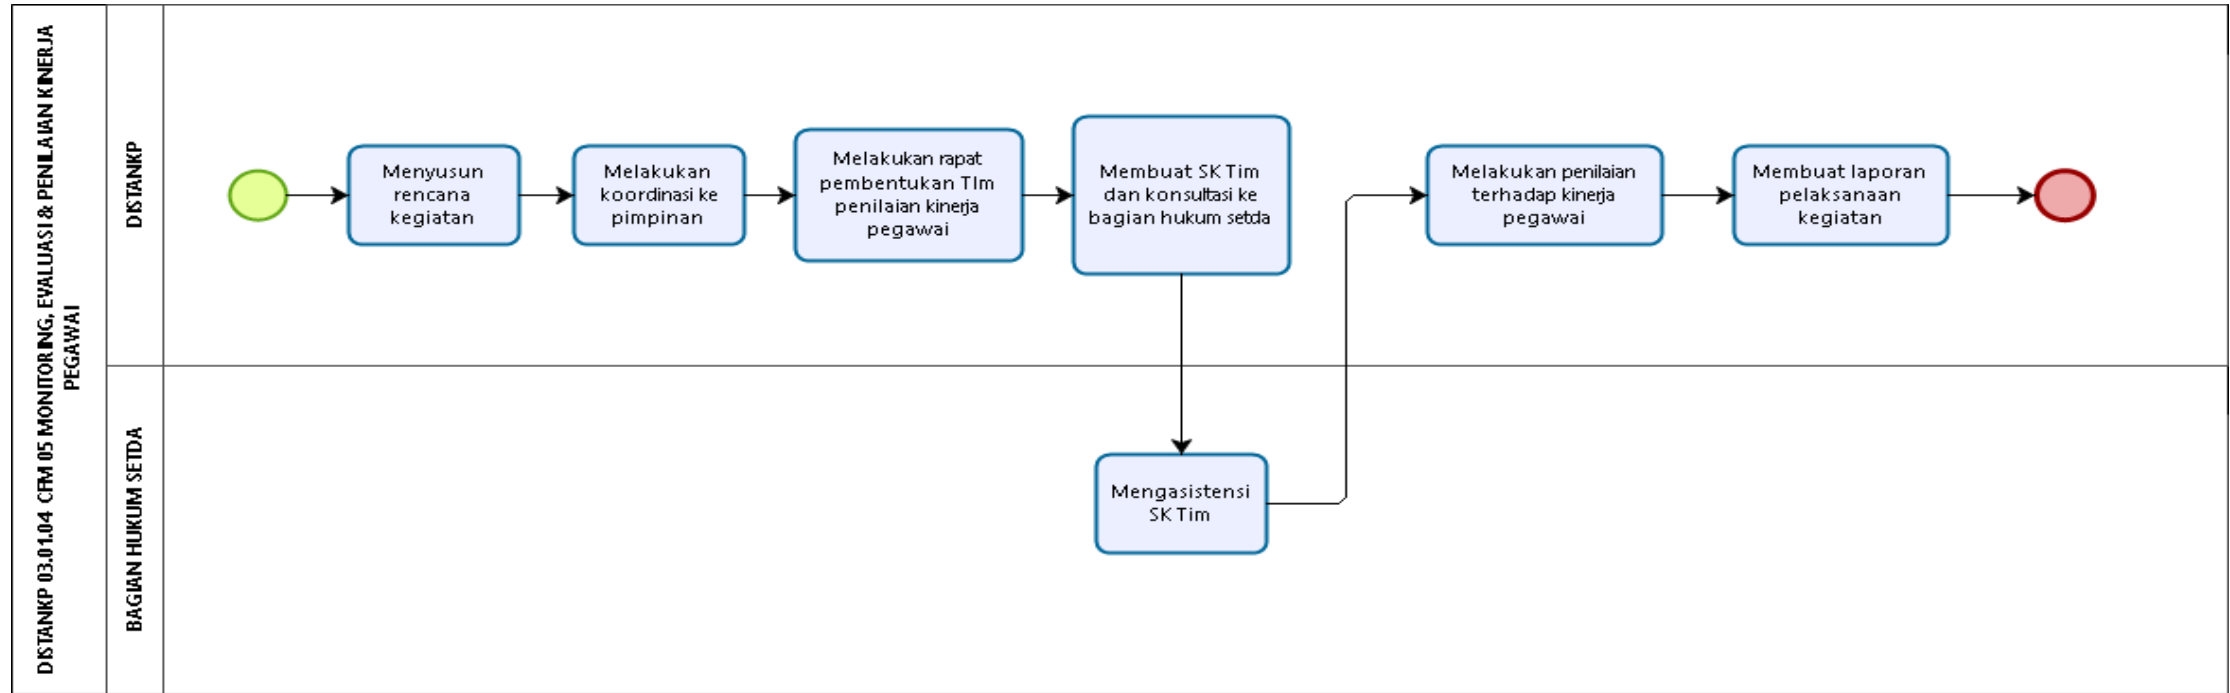 DISTANKP 03.01.04 CFM 05 MONITORING, EVALUASI & PENILAIAN KINERJA
PEGAWAI
DISTANKP
Menyusun
rencana
kegiatan
Melakukan
koordinasi ke
pimpinan
Melakukan rapat
pembentukan TIm
penilaian kinerja
pegawai
Membuat SK Tim
dan konsultasi ke
bagian hukum setda
Melakukan penilaian
terhadap kinerja
pegawai
Membuat laporan
pelaksanaan
kegiatan
BAGIAN HUKUM SETDA
Mengasistensi
SK Tim